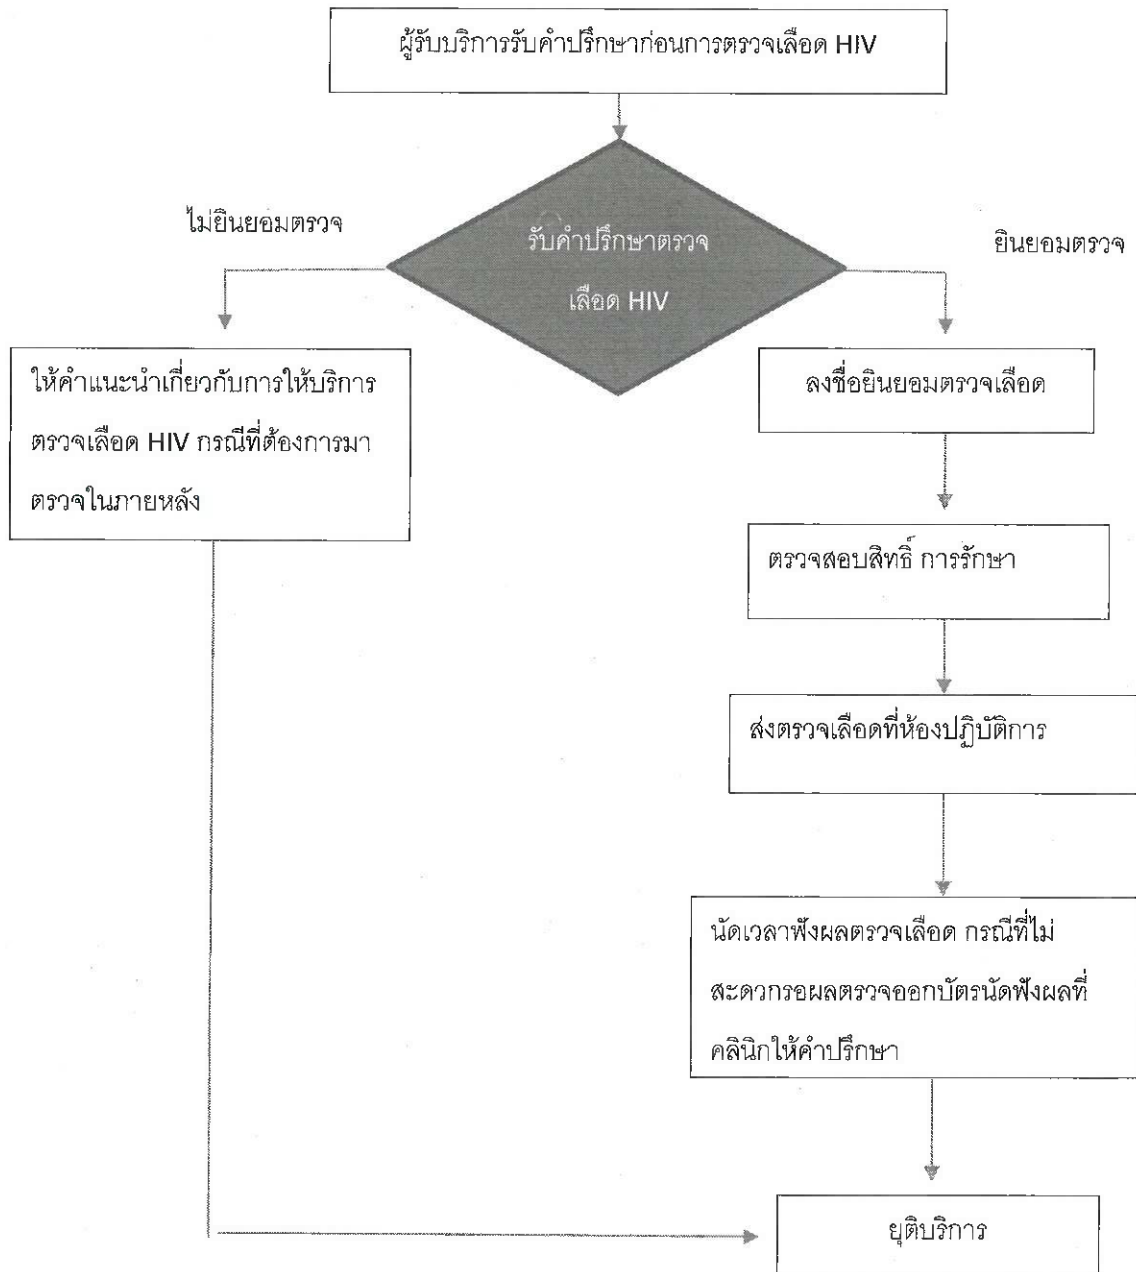 ผู้รับบริการรับคำปรึกษาก่อนการตรวจเลือด HIV
รับคำปรึกษาตรวจ
เลือด HIV
ไม่ยินยอมตรวจ
ยินยอมตรวจ
ให้คำแนะนำเกี่ยวกับการให้บริการ
ตรวจเลือด HIV กรณีที่ต้องการมา
ตรวจในภายหลัง
ลงชื่อยินยอมตรวจเลือด
ตรวจสอบสิทธิ์ การรักษา
ส่งตรวจเลือดที่ห้องปฏิบัติการ
นัดเวลาฟังผลตรวจเลือด กรณีที่ไม่
สะดวกรอผลตรวจออกบัตรนัดฟังผลที่
คลินิกให้คำปรึกษา
ยุติบริการ